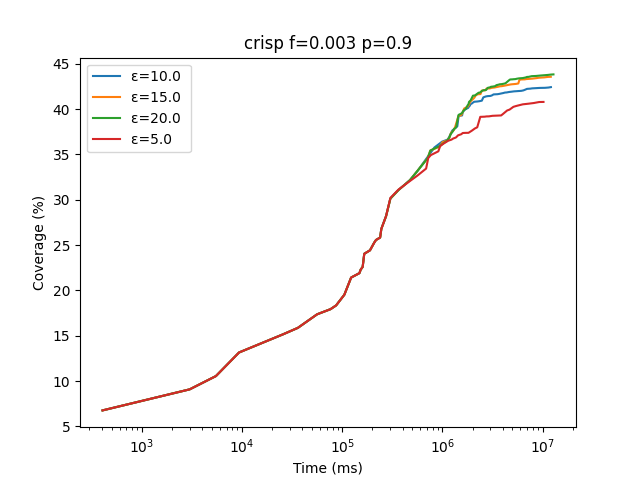 crisp f=0.003 p=0.9
ε=10.0
ε=15.0
ε=20.0
ε=5.0
Coverage (%)
45
40
35
30
25
20
15
10
5
10³
10⁴
10⁵
10⁶
10⁷
Time (ms)